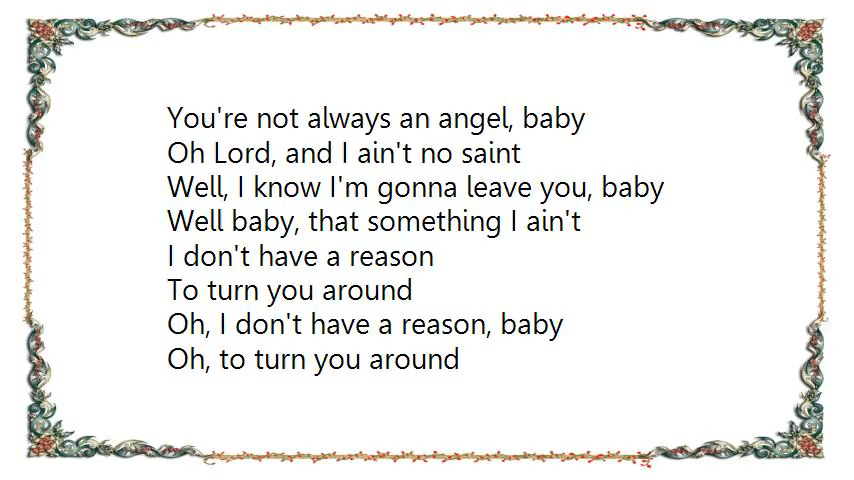 You're not always an angel, baby
Oh Lord, and I ain't no saint
Well, I know I'm gonna leave you, baby
Well baby, that something I ain't
I don't have a reason
To turn you around
Oh, I don't have a reason, baby
Oh, to turn you around